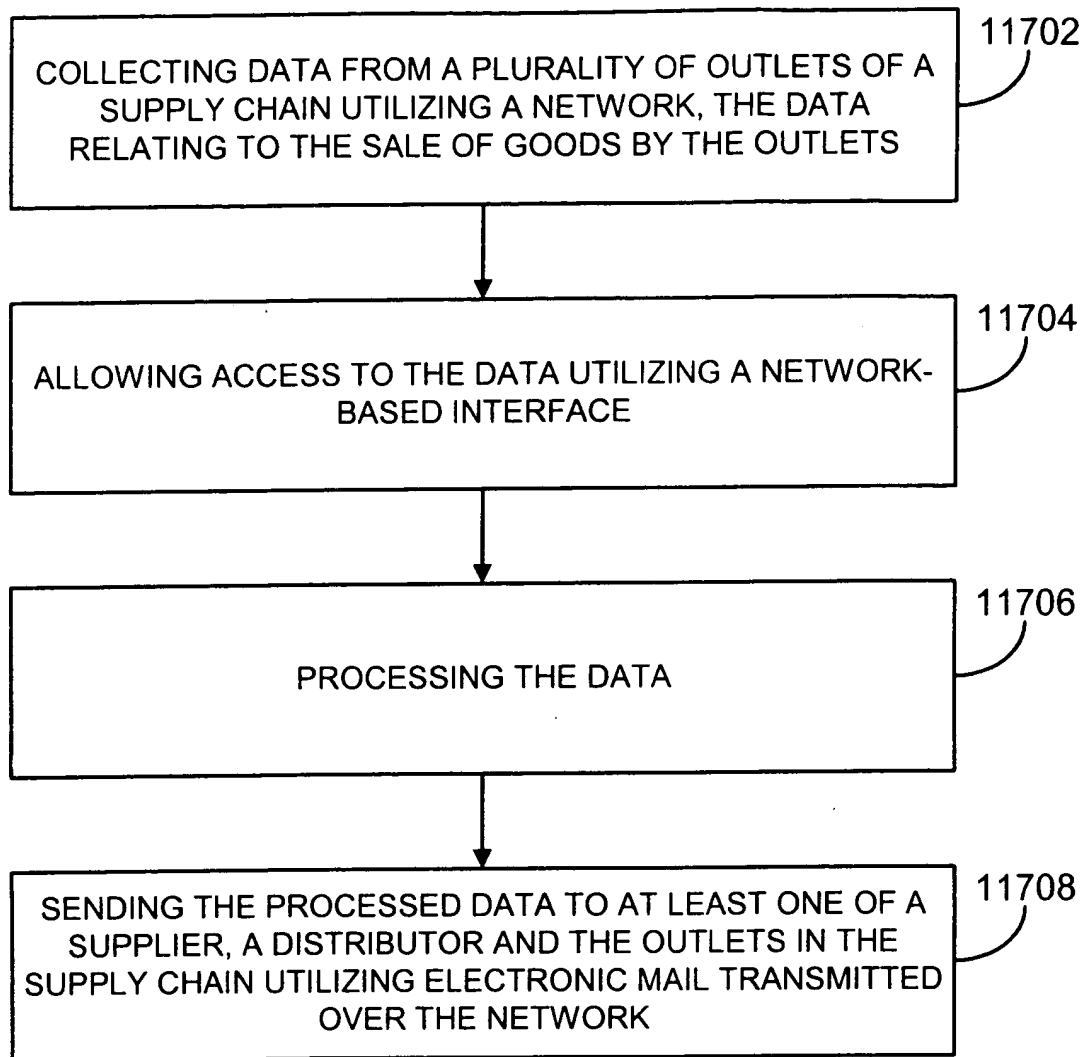 11702
COLLECTING DATA FROM A PLURALITY OF OUTLETS OF A
SUPPLY CHAIN UTILIZING A NETWORK, THE DATA
RELATING TO THE SALE OF GOODS BY THE OUTLETS
11704
ALLOWING ACCESS TO THE DATA UTILIZING A NETWORK-
BASED INTERFACE
11706
PROCESSING THE DATA
11708
SENDING THE PROCESSED DATA TO AT LEAST ONE OF A
SUPPLIER, A DISTRIBUTOR AND THE OUTLETS IN THE
SUPPLY CHAIN UTILIZING ELECTRONIC MAIL TRANSMITTED
OVER THE NETWORK